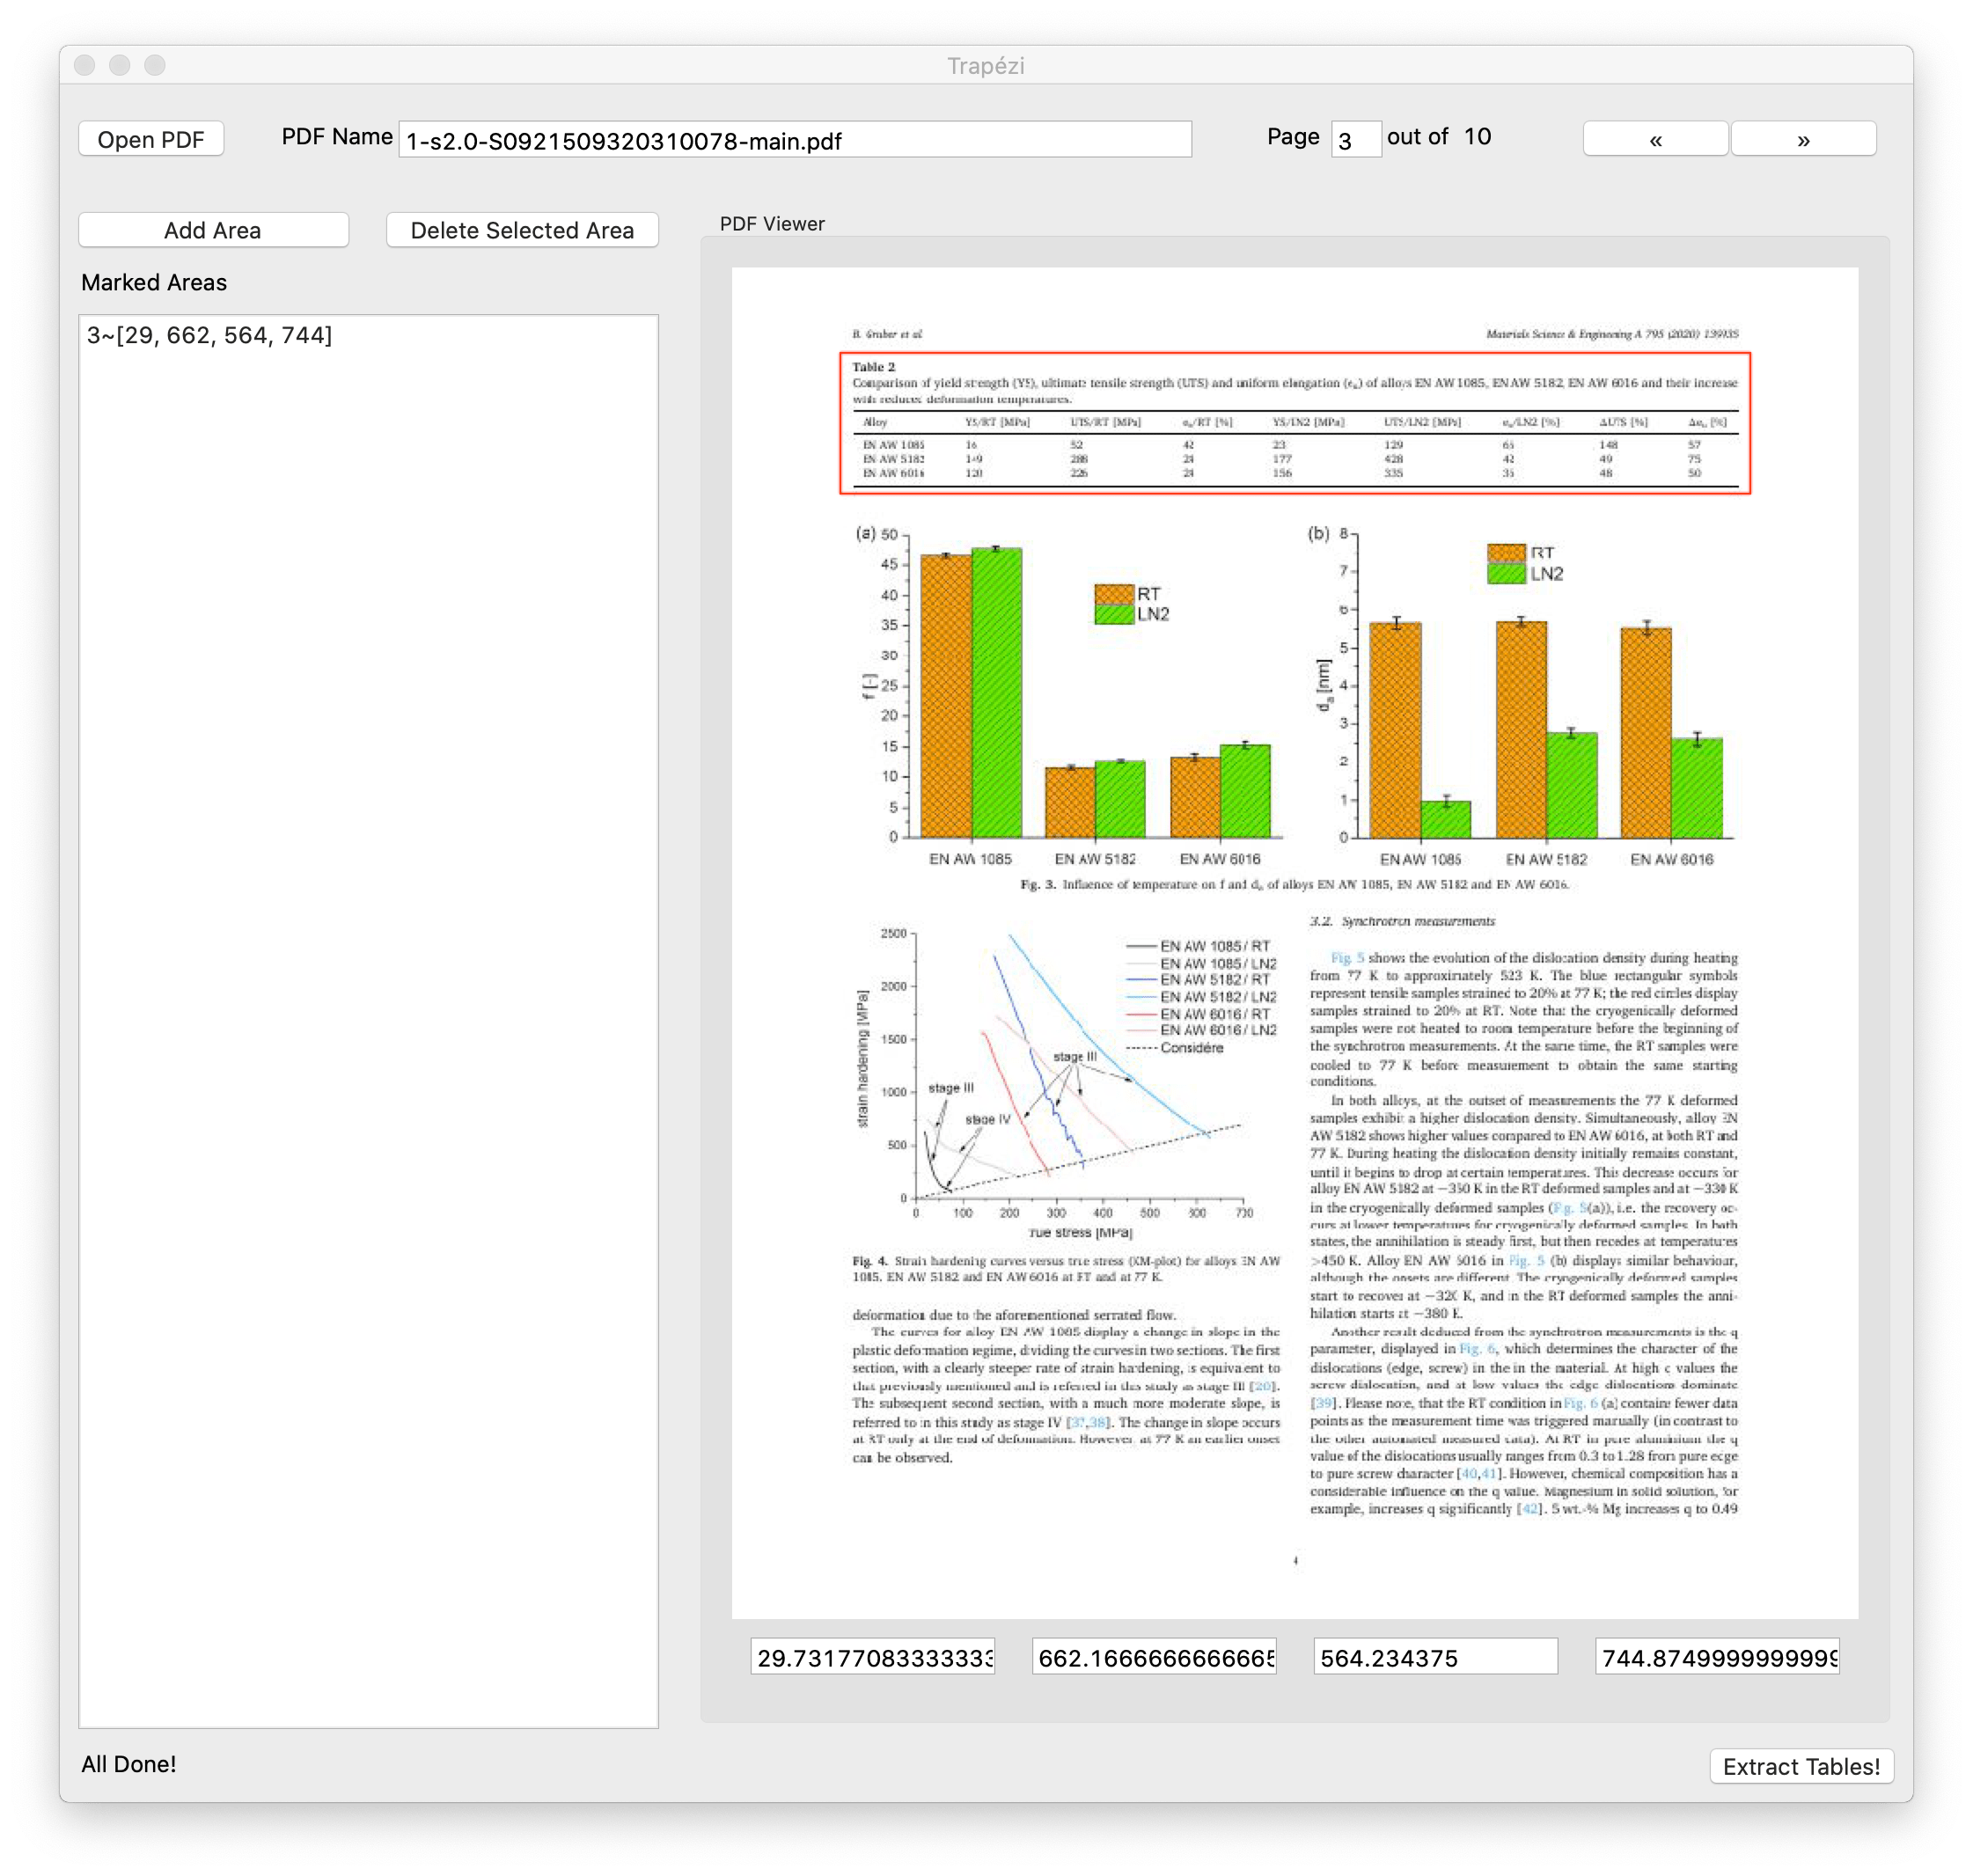 Trapézi
Open PDF
PDF Name 1-s2.0-S0921509320310078-main.pdf
Page 3 out of 10
«
»
Add Area
Delete Selected Area
PDF Viewer
Marked Areas
3~[29, 662, 564, 744]
B. Gruber et al.
Materials Science & Engineering A 795 (2020) 139935
Table 2
Comparison of yield strength (YS), ultimate tensile strength (UTS) and uniform elongation (eu) of alloys EN AW 1085, EN AW 5182, EN AW 6016 and their increase
with reduced deformation temperatures.
Alloy YS/RT [MPa] UTS/RT [MPa] eu/RT [%] YS/LN2 [MPa] UTS/LN2 [MPa] eu/LN2 [%] ΔUTS [%] Δeu [%]
EN AW 1085 16 52 42 23 129 65 148 57
EN AW 5182 149 288 24 177 428 42 49 75
EN AW 6016 120 226 24 156 335 35 48 50
(a)
50
45
40
35
30
25
20
15
10
5
0
f [-]
RT
LN2
EN AW 1085 EN AW 5182 EN AW 6016
(b)
8
7
6
5
4
3
2
1
0
da [nm]
RT
LN2
EN AW 1085 EN AW 5182 EN AW 6016
Fig. 3. Influence of temperature on f and da of alloys EN AW 1085, EN AW 5182 and EN AW 6016.
2500
2000
1500
1000
500
0
strain hardening [MPa]
EN AW 1085/ RT
EN AW 1085/ LN2
EN AW 5182/ RT
EN AW 5182/ LN2
EN AW 6016/ RT
EN AW 6016/ LN2
Considére
stage III
stage III
stage IV
0 100 200 300 400 500 600 700
True stress [MPa]
Fig. 4. Strain hardening curves versus true stress (KM-plot) for alloys EN AW
1085, EN AW 5182 and EN AW 6016 at RT and at 77 K.
deformation due to the aforementioned serrated flow.
The curves for alloy EN AW 1085 display a change in slope in the
plastic deformation regime, dividing the curves in two sections. The first
section, with a clearly steeper rate of strain hardening, is equivalent to
that previously mentioned and is referred in this study as stage III [20].
The subsequent second section, with a much more moderate slope, is
referred to in this study as stage IV [37,38]. The change in slope occurs
at RT only at the end of deformation. However, at 77 K an earlier onset
can be observed.
3.2. Synchrotron measurements
Fig. 5 shows the evolution of the dislocation density during heating
from 77 K to approximately 523 K. The blue rectangular symbols
represent tensile samples strained to 20% at 77 K; the red circles display
samples strained to 20% at RT. Note that the cryogenically deformed
samples were not heated to room temperature before the beginning of
the synchrotron measurements. At the same time, the RT samples were
cooled to 77 K before measurement to obtain the same starting
conditions.
In both alloys, at the outset of measurements the 77 K deformed
samples exhibit a higher dislocation density. Simultaneously, alloy EN
AW 5182 shows higher values compared to EN AW 6016, at both RT and
77 K. During heating the dislocation density initially remains constant,
until it begins to drop at certain temperatures. This decrease occurs for
alloy EN AW 5182 at ~350 K in the RT deformed samples and at ~330 K
in the cryogenically deformed samples (Fig. 5(a)), i.e. the recovery oc-
curs at lower temperatures for cryogenically deformed samples. In both
states, the annihilation is steady first, but then recedes at temperatures
>450 K. Alloy EN AW 6016 in Fig. 5 (b) displays similar behaviour,
although the onsets are different. The cryogenically deformed samples
start to recover at ~320 K, and in the RT deformed samples the anni-
hilation starts at ~380 K.
Another result deduced from the synchrotron measurements is the q
parameter, displayed in Fig. 6, which determines the character of the
dislocations (edge, screw) in the in the material. At high q values the
screw dislocation, and at low values the edge dislocations dominate
[39]. Please note, that the RT condition in Fig. 6 (a) contains fewer data
points as the measurement time was triggered manually (in contrast to
the other automated measured data). At RT in pure aluminium the q
value of the dislocations usually ranges from 0.3 to 1.28 from pure edge
to pure screw character [40,41]. However, chemical composition has a
considerable influence on the q value. Magnesium in solid solution, for
example, increases q significantly [42]. 5 wt.-% Mg increases q to 0.49
4
29.7317708333333
662.166666666666
564.234375
744.874999999999
All Done!
Extract Tables!